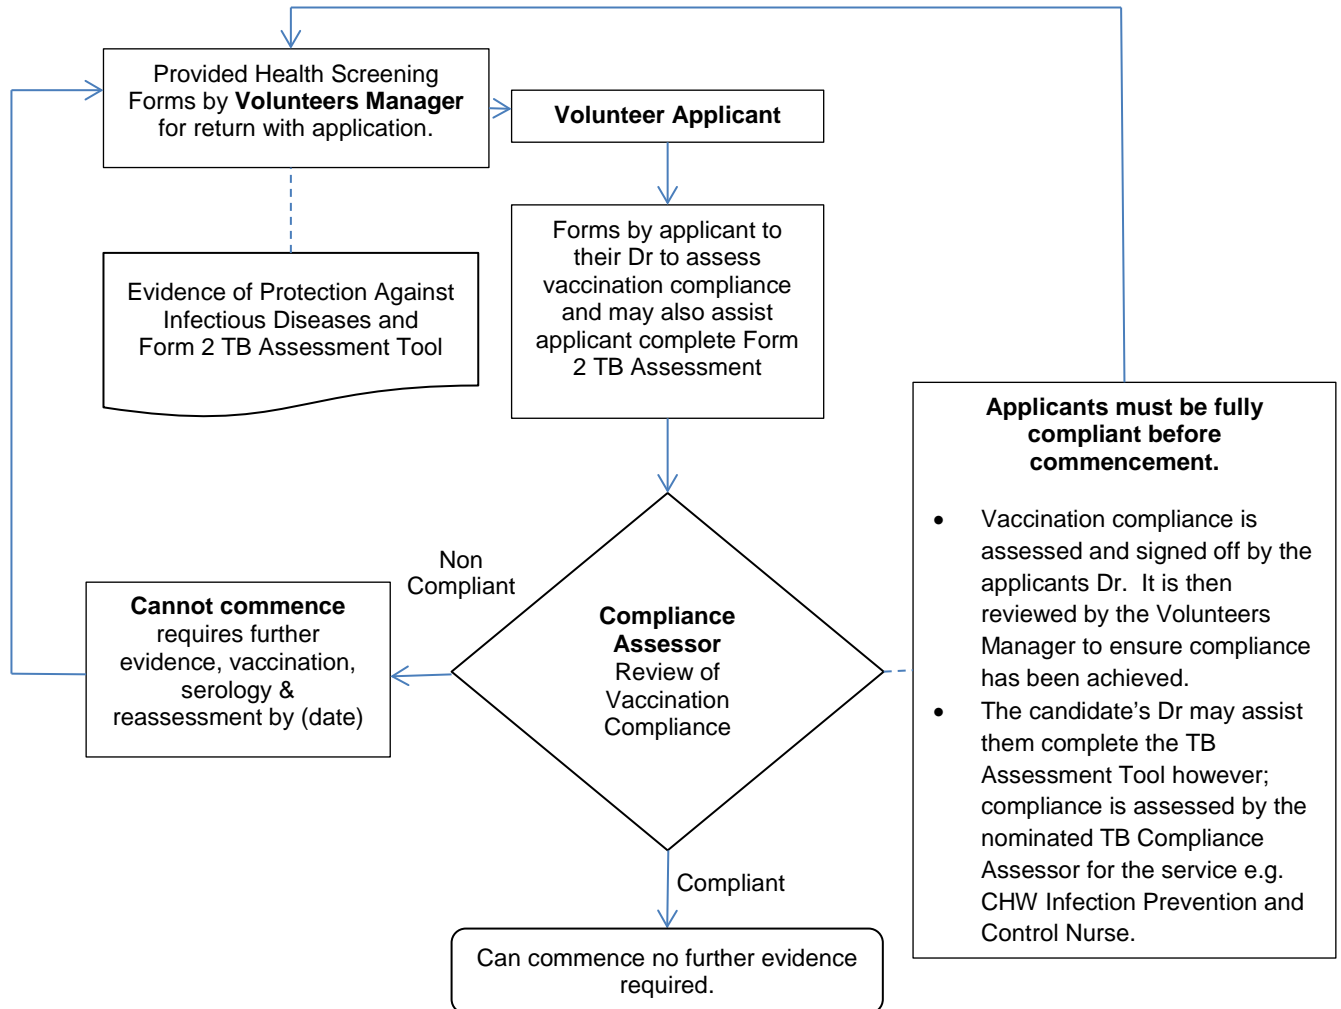 Provided Health Screening
Forms by Volunteers Manager
for return with application.
Volunteer Applicant
Evidence of Protection Against
Infectious Diseases and
Form 2 TB Assessment Tool
Forms by applicant to
their Dr to assess
vaccination compliance
and may also assist
applicant complete Form
2 TB Assessment
Non
Compliant
Cannot commence
requires further
evidence, vaccination,
serology &
reassessment by (date)
Compliance
Assessor
Review of
Vaccination
Compliance
Compliant
Can commence no further evidence
required.
Applicants must be fully
compliant before
commencement.
• Vaccination compliance is
assessed and signed off by the
applicants Dr.  It is then
reviewed by the Volunteers
Manager to ensure compliance
has been achieved.
• The candidate’s Dr may assist
them complete the TB
Assessment Tool however;
compliance is assessed by the
nominated TB Compliance
Assessor for the service e.g.
CHW Infection Prevention and
Control Nurse.